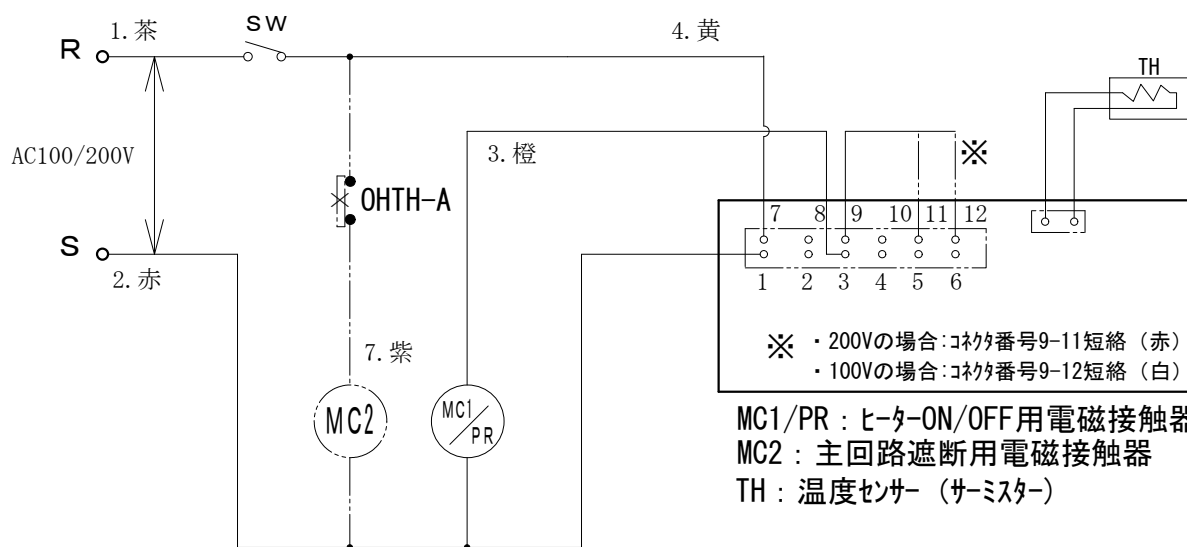 1.茶
SW
4.黄
R
TH
AC100/200V
3.橙
※
OHTH-A
7 8 9 10 11 12
S
2.赤
1 2 3 4 5 6
7.紫
※ ・200Vの場合:コネクタ番号9-11短絡（赤）
・100Vの場合:コネクタ番号9-12短絡（白）
MC2
MC1/PR
MC1/PR：ヒーターON/OFF用電磁接触器
MC2：主回路遮断用電磁接触器
TH：温度センサー（サーミスター）